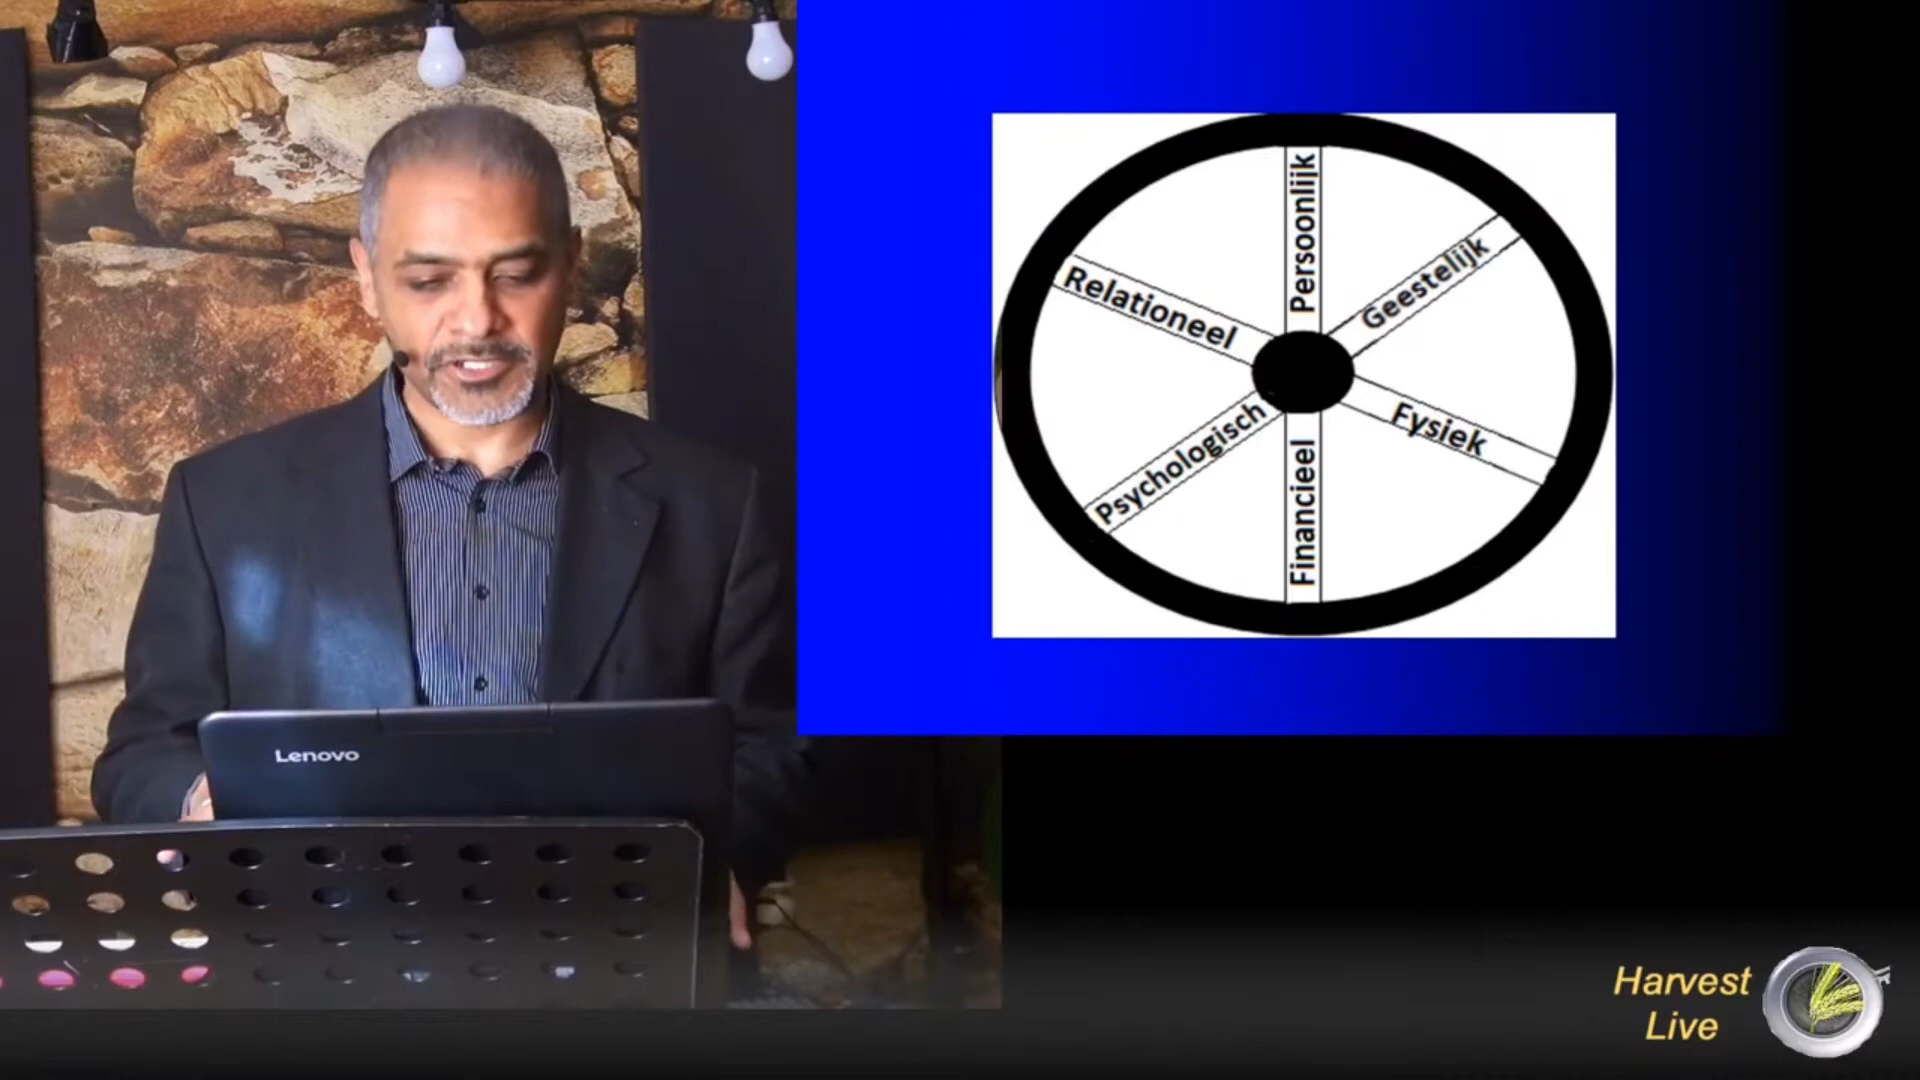 Persoonlijk
Geestelijk
Relationeel
Fysiek
Psychologisch
Financieel
Lenovo
Harvest
Live